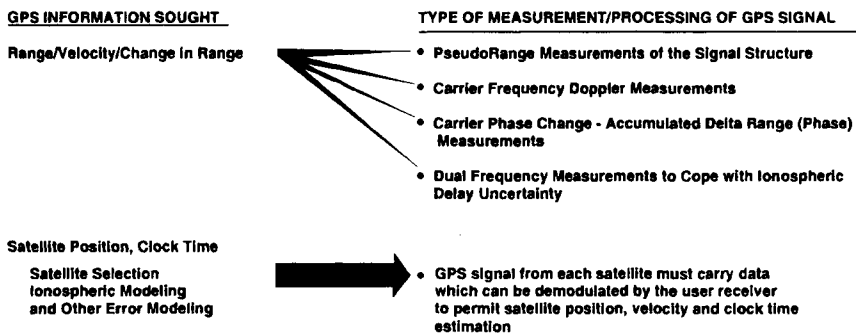 GPS INFORMATION SOUGHT
TYPE OF MEASUREMENT/PROCESSING OF GPS SIGNAL
Range/Velocity/Change in Range
• PseudoRange Measurements of the Signal Structure
• Carrier Frequency Doppler Measurements
• Carrier Phase Change - Accumulated Delta Range (Phase)
Measurements
• Dual Frequency Measurements to Cope with Ionospheric
Delay Uncertainty
Satellite Position, Clock Time
Satellite Selection
Ionospheric Modeling
and Other Error Modeling
• GPS signal from each satellite must carry data
which can be demodulated by the user receiver
to permit satellite position, velocity and clock time
estimation